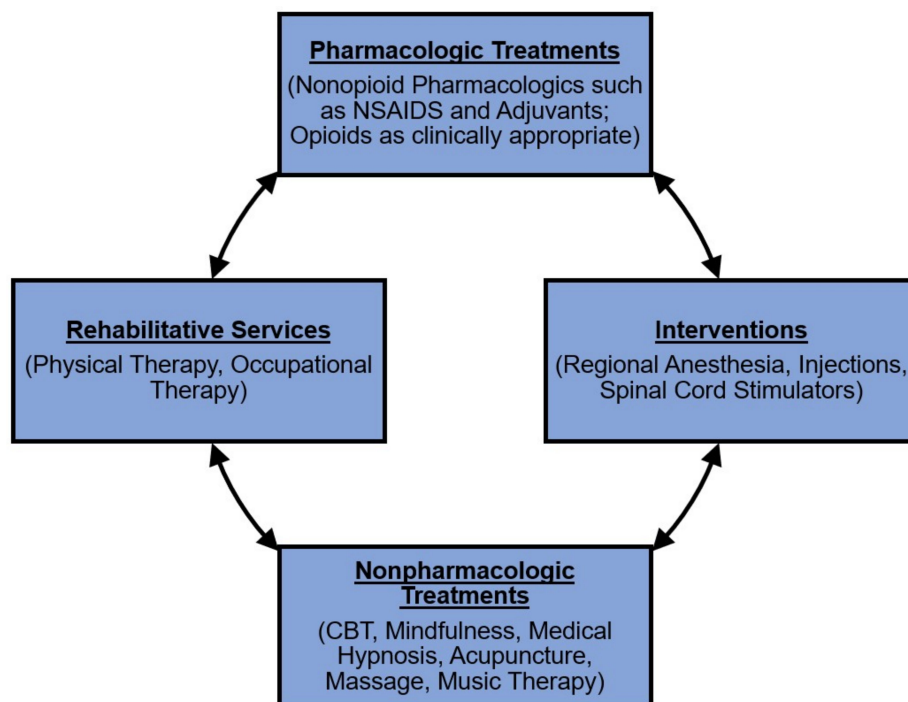 Pharmacologic Treatments
(Nonopioid Pharmacologics such
as NSAIDS and Adjuvants;
Opioids as clinically appropriate)
Rehabilitative Services
(Physical Therapy, Occupational
Therapy)
Interventions
(Regional Anesthesia, Injections,
Spinal Cord Stimulators)
Nonpharmacologic
Treatments
(CBT, Mindfulness, Medical
Hypnosis, Acupuncture,
Massage, Music Therapy)